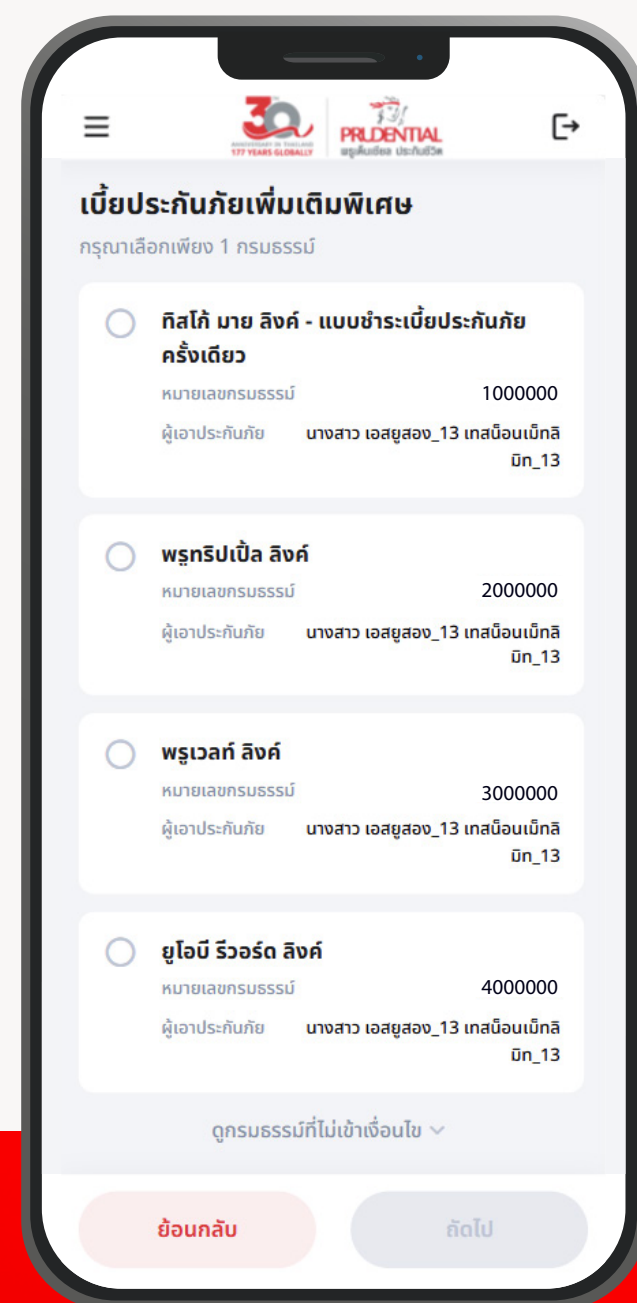 30
TH
ANNIVERSARY IN THAILAND
177 YEARS GLOBALLY
PRUDENTIAL
พรูเด็นเชียล ประกันชีวิต
เบี้ยประกันภัยเพิ่มเติมพิเศษ
กรุณาเลือกเพียง 1 กรมธรรม์
ทิสโก้ มาย ลิงค์ - แบบชำระเบี้ยประกันภัย
ครั้งเดียว
หมายเลขกรมธรรม์ 1000000
ผู้เอาประกันภัย นางสาว เอสยูสอง_13 เทสน็อนเม็กลิ
มิท_13
พรูทริปเปิ้ล ลิงค์
หมายเลขกรมธรรม์ 2000000
ผู้เอาประกันภัย นางสาว เอสยูสอง_13 เทสน็อนเม็กลิ
มิท_13
พรูเวลท์ ลิงค์
หมายเลขกรมธรรม์ 3000000
ผู้เอาประกันภัย นางสาว เอสยูสอง_13 เทสน็อนเม็กลิ
มิท_13
ยูโอบี รีวอร์ด ลิงค์
หมายเลขกรมธรรม์ 4000000
ผู้เอาประกันภัย นางสาว เอสยูสอง_13 เทสน็อนเม็กลิ
มิท_13
ดูกรมธรรม์ที่ไม่เข้าเงื่อนไข
ย้อนกลับ ถัดไป